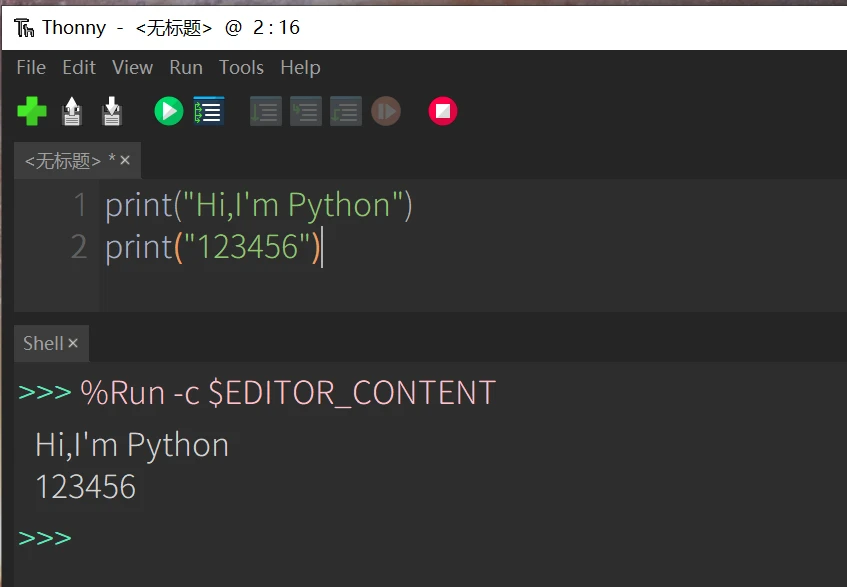 Thonny - <无标题> @ 2:16
File Edit View Run Tools Help
<无标题> * ×
1 print("Hi,I'm Python")
2 print("123456")
Shell ×
>>> %Run -c $EDITOR_CONTENT
Hi,I'm Python
123456
>>>